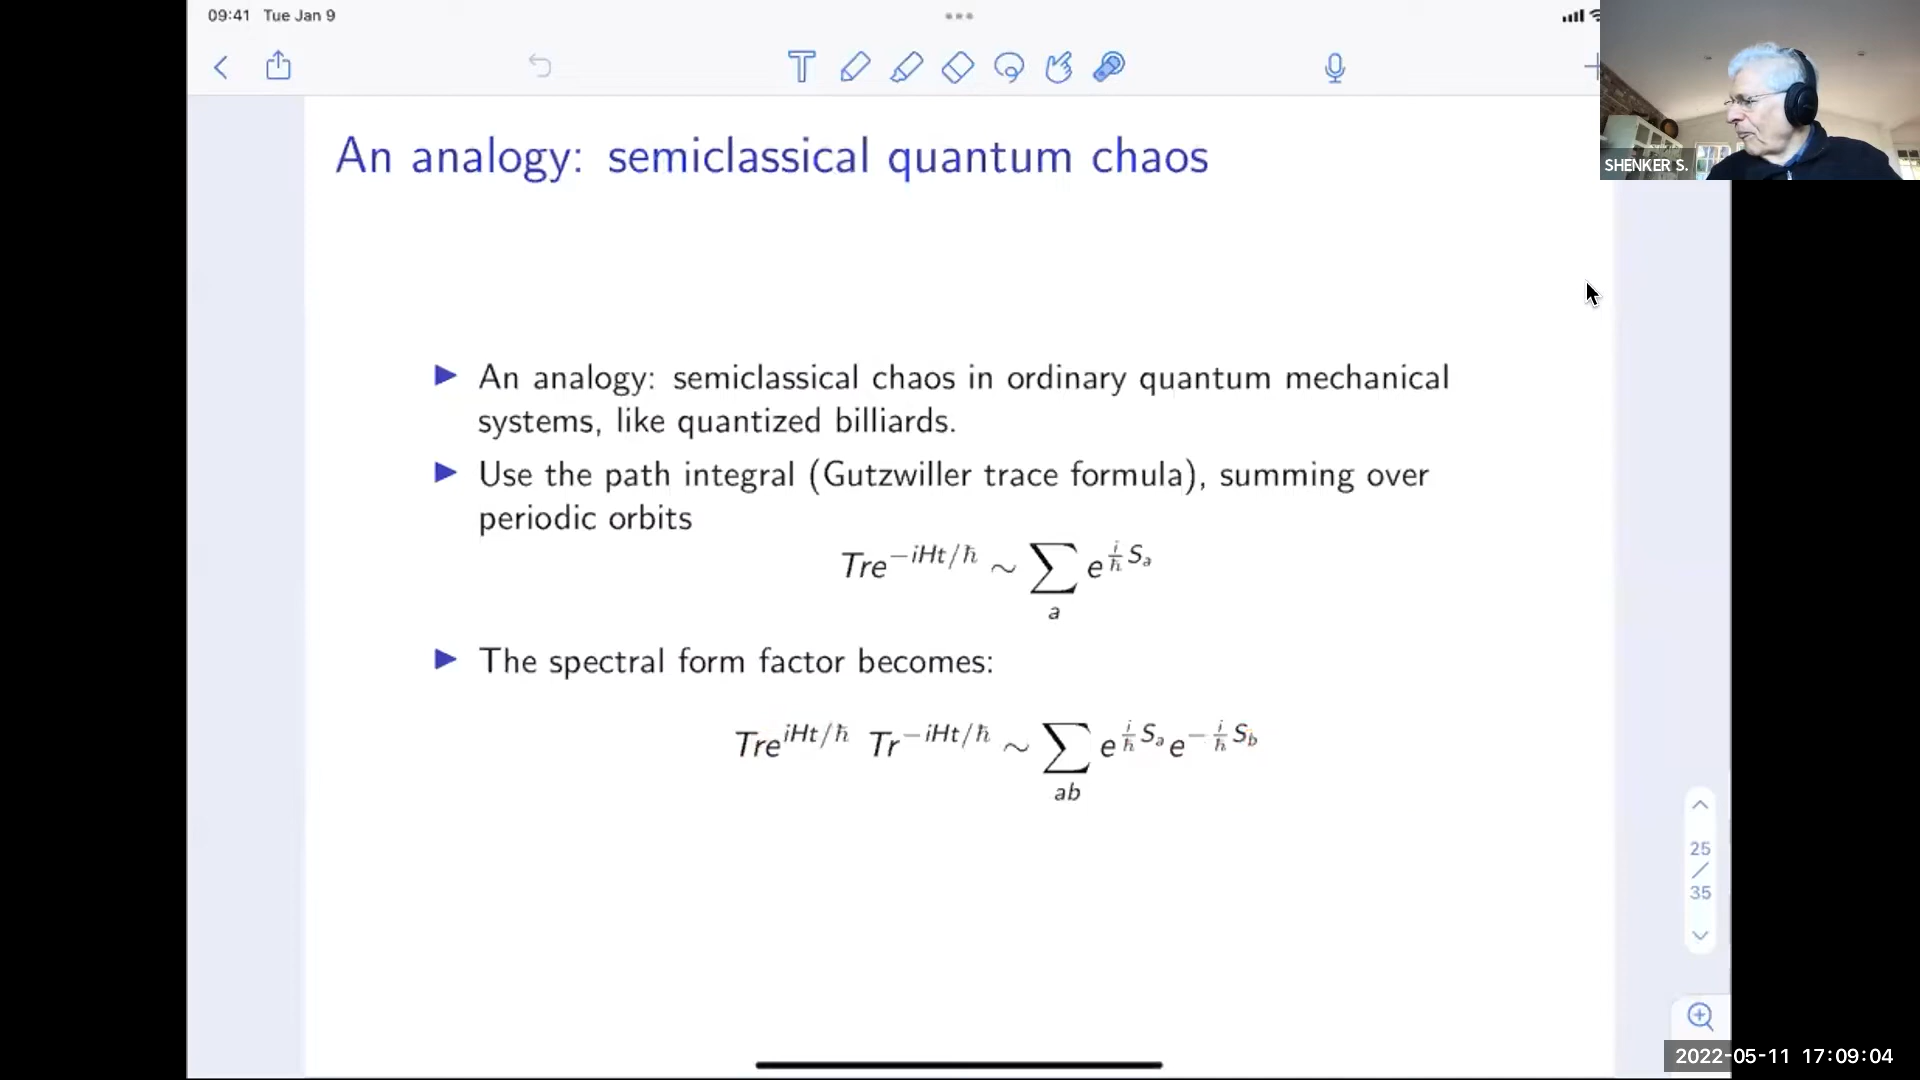 09:41 Tue Jan 9
SHENKER S.
An analogy: semiclassical quantum chaos
▶ An analogy: semiclassical chaos in ordinary quantum mechanical
systems, like quantized billiards.
▶ Use the path integral (Gutzwiller trace formula), summing over
periodic orbits
Tre^{-iHt/ℏ} ∼ ∑_a e^{i/ℏ S_a}
▶ The spectral form factor becomes:
Tre^{iHt/ℏ} Tr^{-iHt/ℏ} ∼ ∑_{ab} e^{i/ℏ S_a} e^{-i/ℏ S_b}
25
/
35
2022-05-11 17:09:04